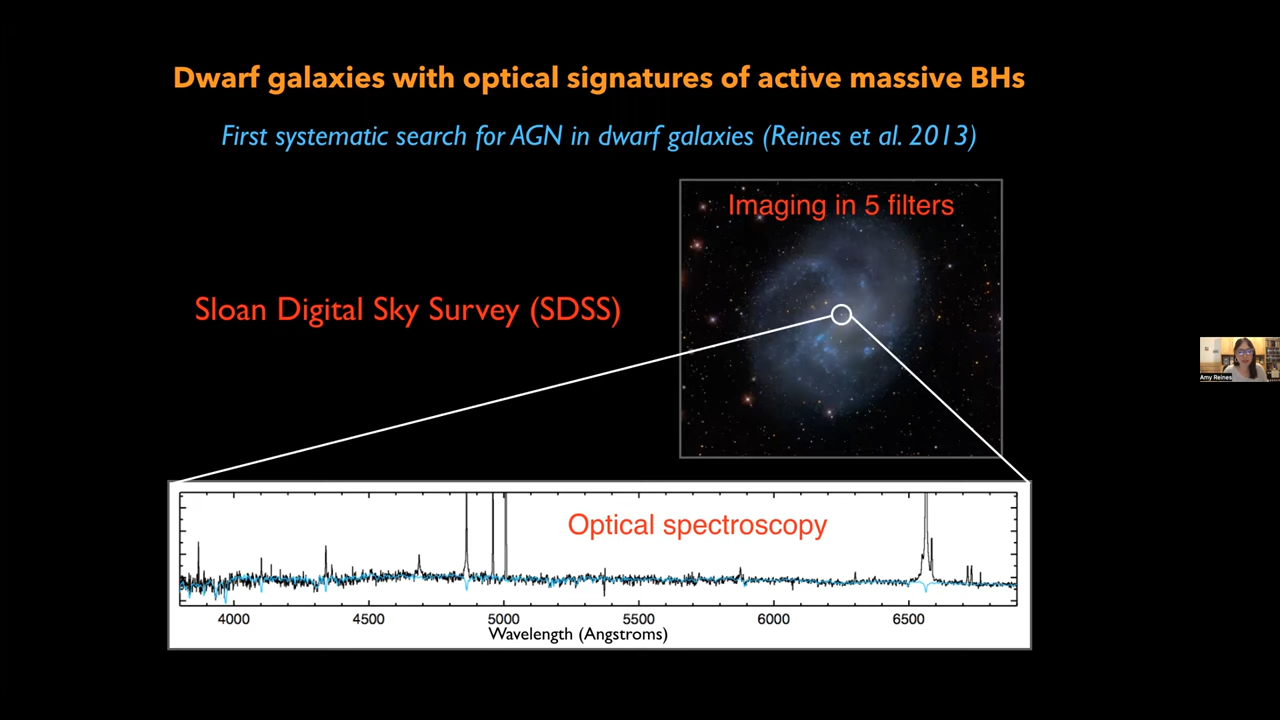 Dwarf galaxies with optical signatures of active massive BHs
First systematic search for AGN in dwarf galaxies (Reines et al. 2013)
Imaging in 5 filters
Sloan Digital Sky Survey (SDSS)
Amy Reines
Optical spectroscopy
4000 4500 5000 5500 6000 6500
Wavelength (Angstroms)